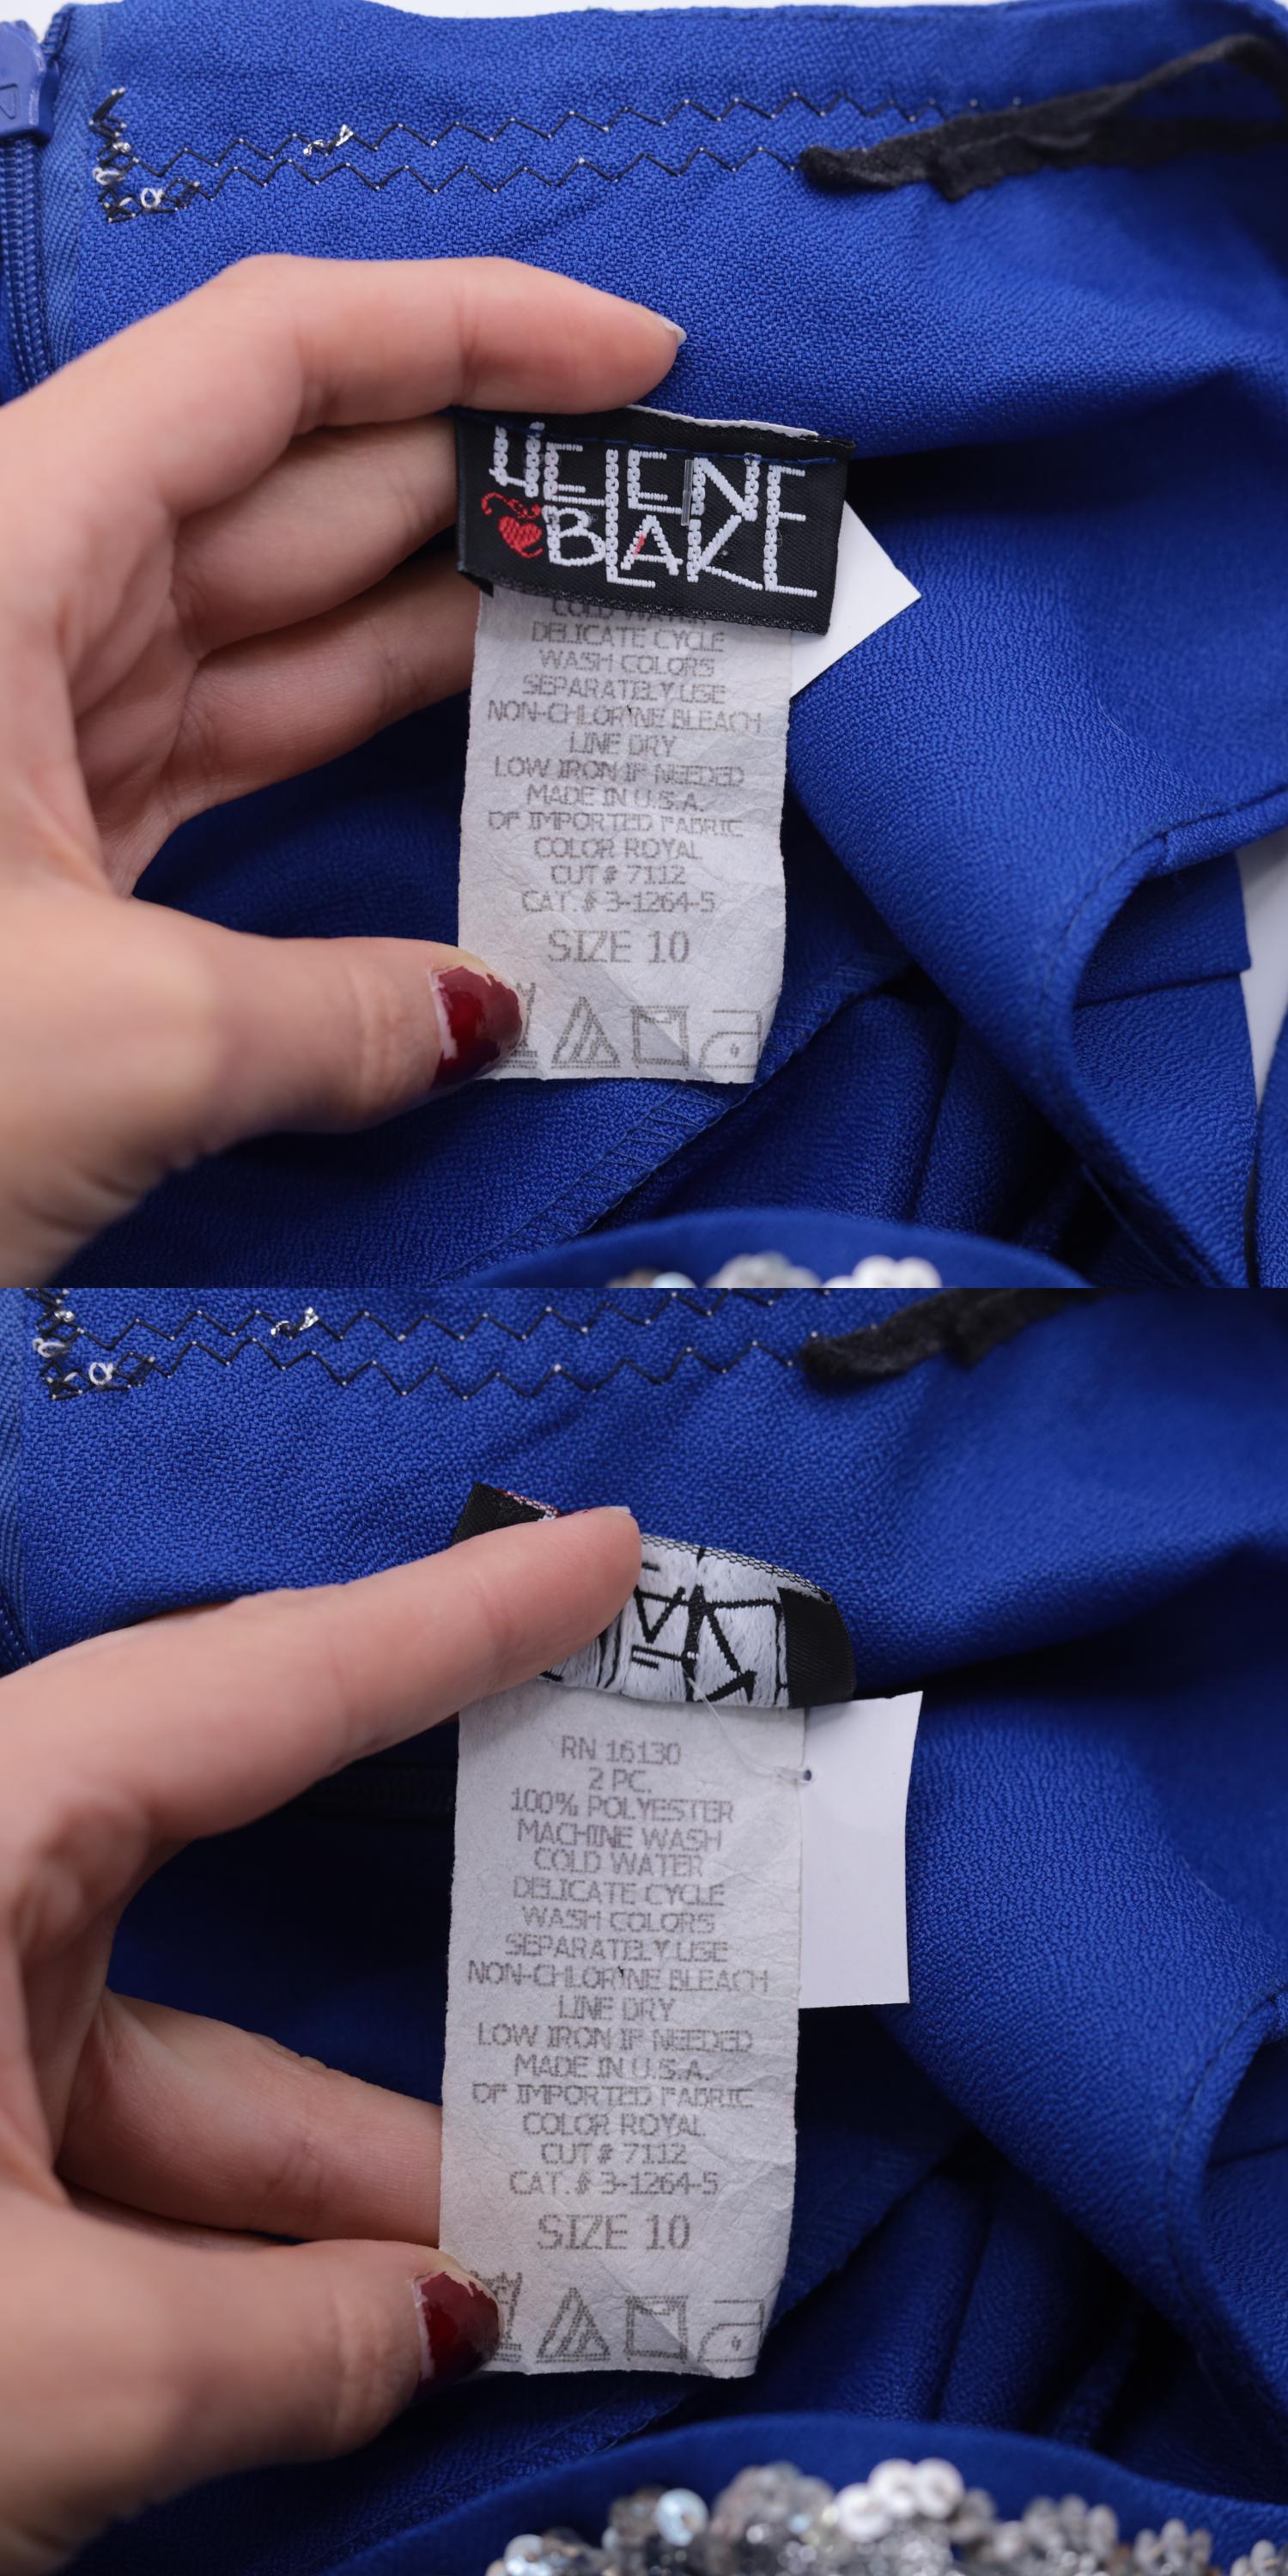 HELENE
BLAKE
COLD WATER
DELICATE CYCLE
WASH COLORS
SEPARATELY USE
NON-CHLORINE BLEACH
LINE DRY
LOW IRON IF NEEDED
MADE IN U.S.A.
OF IMPORTED FABRIC
COLOR ROYAL
CUT # 7112
CAT. # 3-1264-5
SIZE 10
RN 16130
2 PC.
100% POLYESTER
MACHINE WASH
COLD WATER
DELICATE CYCLE
WASH COLORS
SEPARATELY USE
NON-CHLORINE BLEACH
LINE DRY
LOW IRON IF NEEDED
MADE IN U.S.A.
OF IMPORTED FABRIC
COLOR ROYAL
CUT # 7112
CAT. # 3-1264-5
SIZE 10